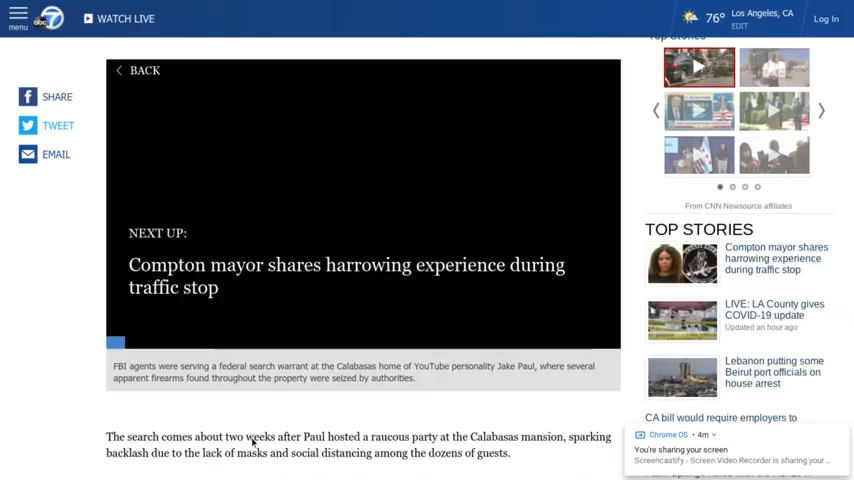 menu
abc 7
WATCH LIVE
76°
Los Angeles, CA
EDIT
Log In
SHARE
TWEET
EMAIL
BACK
NEXT UP:
Compton mayor shares harrowing experience during
traffic stop
FBI agents were serving a federal search warrant at the Calabasas home of YouTube personality Jake Paul, where several
apparent firearms found throughout the property were seized by authorities.
The search comes about two weeks after Paul hosted a raucous party at the Calabasas mansion, sparking
backlash due to the lack of masks and social distancing among the dozens of guests.
Top Stories
From CNN Newsource affiliates
TOP STORIES
Compton mayor shares
harrowing experience
during traffic stop
LIVE: LA County gives
COVID-19 update
Updated an hour ago
Lebanon putting some
Beirut port officials on
house arrest
CA bill would require employers to
Chrome OS • 4m
You're sharing your screen
Screencastify - Screen Video Recorder is sharing your ...